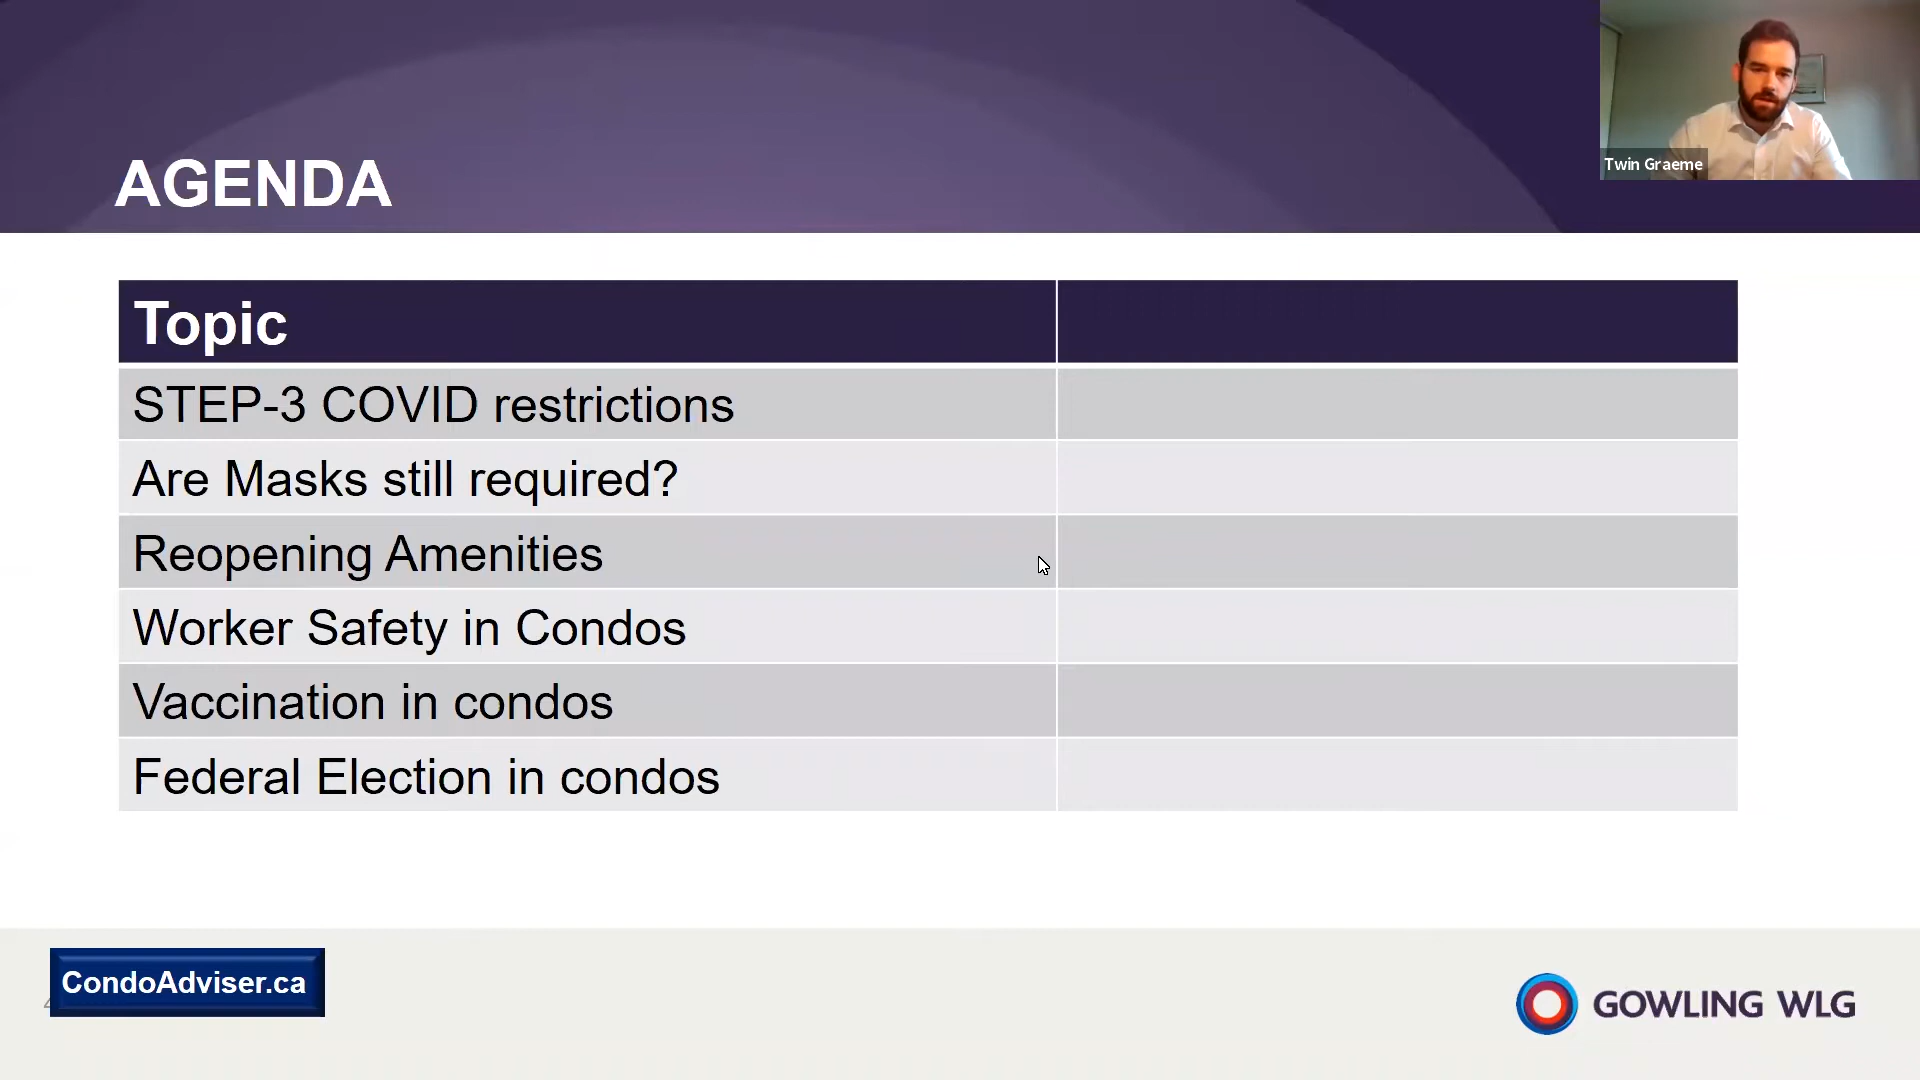 Twin Graeme
AGENDA
Topic
STEP-3 COVID restrictions
Are Masks still required?
Reopening Amenities
Worker Safety in Condos
Vaccination in condos
Federal Election in condos
CondoAdviser.ca
GOWLING WLG